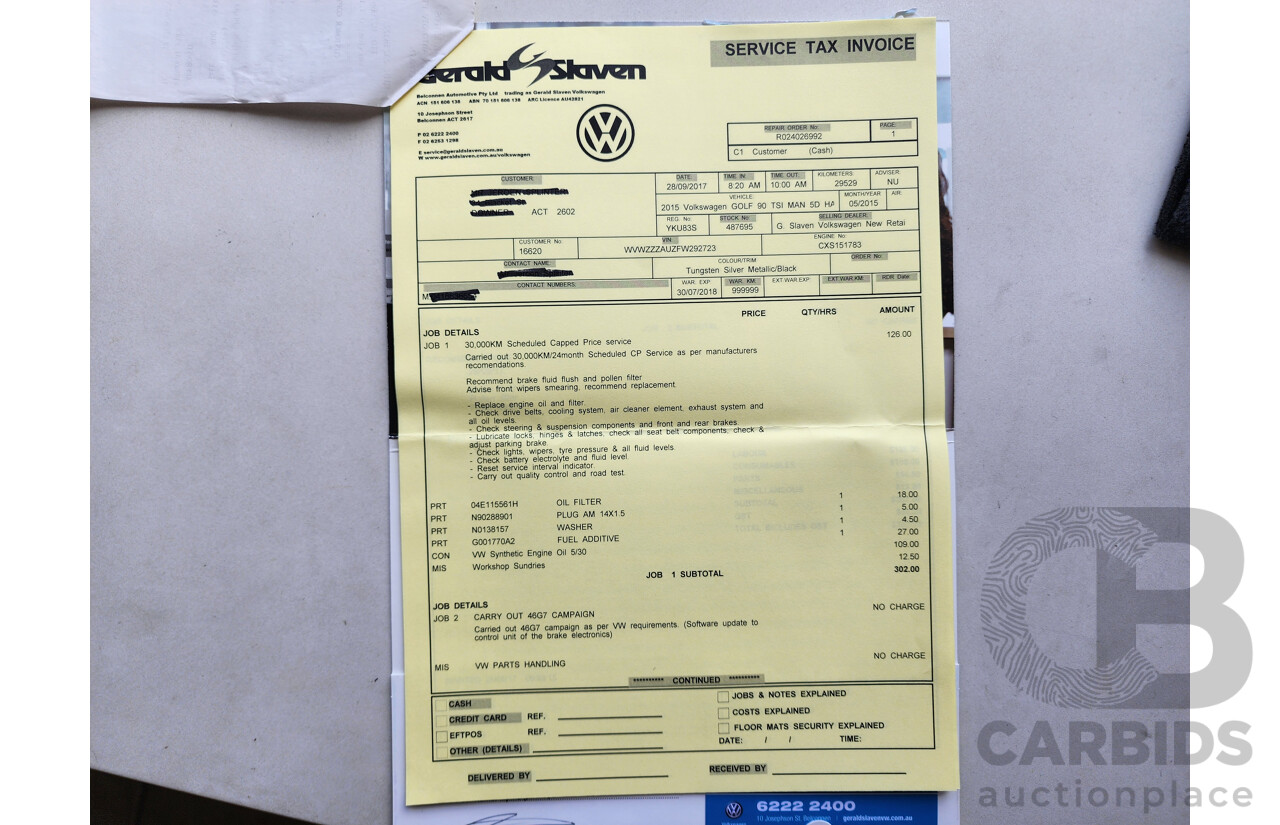 Gerald Slaven
SERVICE TAX INVOICE
Belconnen Automotive Pty Ltd trading as Gerald Slaven Volkswagen
ACN 151 606 136 ABN 70 151 606 136 ARC Licence AU42821
10 Josephson Street
Belconnen ACT 2617
P 02 6222 2400
F 02 6253 1298
E service@geraldslaven.com.au
W www.geraldslaven.com.au/volkswagen
REPAIR ORDER No: PAGE:
R024026992 1
C1 Customer (Cash)
CUSTOMER:
ACT 2602
DATE: TIME IN: TIME OUT: KILOMETERS ADVISER:
28/09/2017 8:20 AM 10:00 AM 29529 NU
VEHICLE: MONTH/YEAR AIR:
2015 Volkswagen GOLF 90 TSI MAN 5D HA 05/2015
REG. No: STOCK No: SELLING DEALER:
YKU83S 487695 G. Slaven Volkswagen New Retai
CUSTOMER No: VIN: ENGINE No:
16620 WVWZZZAUZFW292723 CXS151783
CONTACT NAME: COLOUR/TRIM ORDER No:
Tungsten Silver Metallic/Black
CONTACT NUMBERS: WAR. EXP WAR. KM: EXT.WAR.EXP EXT.WAR.KM: RDR Date
M 30/07/2018 999999
PRICE QTY/HRS AMOUNT
JOB DETAILS
JOB 1 30,000KM Scheduled Capped Price service 126.00
Carried out 30,000KM/24month Scheduled CP Service as per manufacturers
recomendations.
Recommend brake fluid flush and pollen filter
Advise front wipers smearing, recommend replacement.
- Replace engine oil and filter.
- Check drive belts, cooling system, air cleaner element, exhaust system and
all oil levels.
- Check steering & suspension components and front and rear brakes.
- Lubricate locks, hinges & latches, check all seat belt components, check &
adjust parking brake.
- Check lights, wipers, tyre pressure & all fluid levels.
- Check battery electrolyte and fluid level.
- Reset service interval indicator.
- Carry out quality control and road test.
PRT 04E115561H OIL FILTER 1 18.00
PRT N90288901 PLUG AM 14X1.5 1 5.00
PRT N0138157 WASHER 1 4.50
PRT G001770A2 FUEL ADDITIVE 1 27.00
CON VW Synthetic Engine Oil 5/30 109.00
MIS Workshop Sundries 12.50
JOB 1 SUBTOTAL 302.00
JOB DETAILS
JOB 2 CARRY OUT 46G7 CAMPAIGN NO CHARGE
Carried out 46G7 campaign as per VW requirements. (Software update to
control unit of the brake electronics)
MIS VW PARTS HANDLING NO CHARGE
********** CONTINUED **********
CASH
CREDIT CARD REF.
EFTPOS REF.
OTHER (DETAILS)
JOBS & NOTES EXPLAINED
COSTS EXPLAINED
FLOOR MATS SECURITY EXPLAINED
DATE: / / TIME:
DELIVERED BY RECEIVED BY
6222 2400
10 Josephson St, Belconnen geraldslavenvw.com.au
CARBIDS
auctionplace